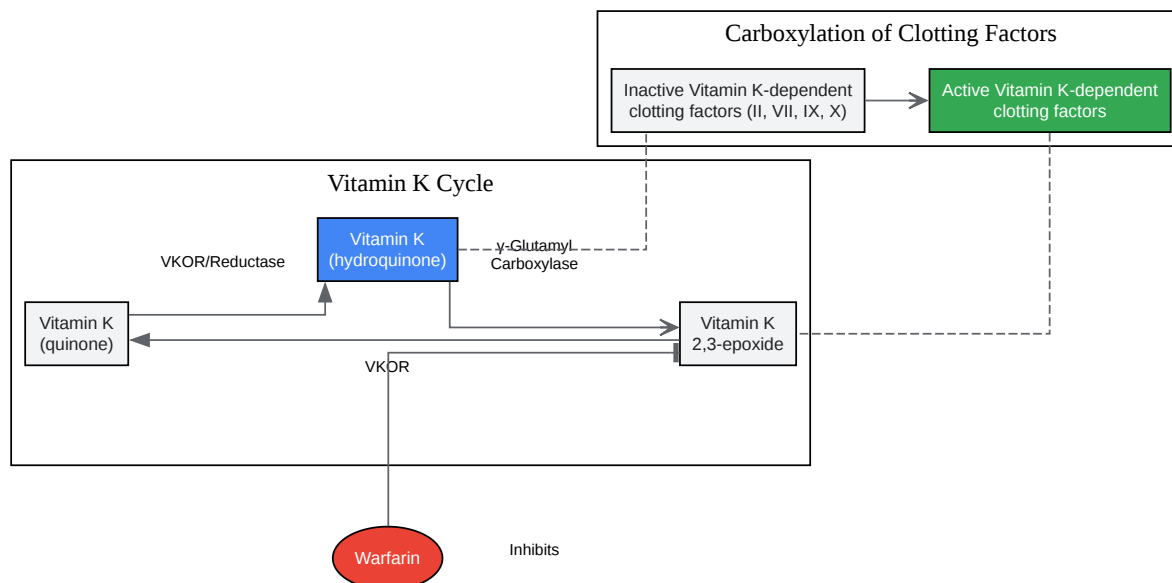 Carboxylation of Clotting Factors
Inactive Vitamin K-dependent
clotting factors (II, VII, IX, X)
Active Vitamin K-dependent
clotting factors
Vitamin K Cycle
Vitamin K
(hydroquinone)
γ-Glutamyl
Carboxylase
VKOR/Reductase
Vitamin K
(quinone)
Vitamin K
2,3-epoxide
VKOR
Warfarin
Inhibits